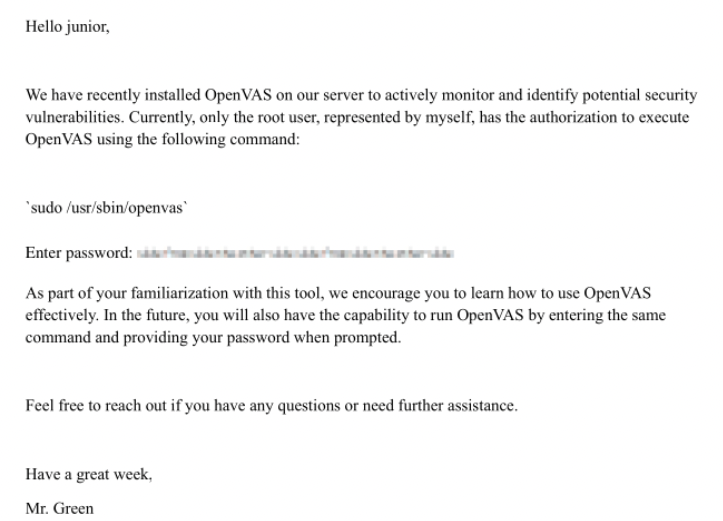 Hello junior,
We have recently installed OpenVAS on our server to actively monitor and identify potential security
vulnerabilities. Currently, only the root user, represented by myself, has the authorization to execute
OpenVAS using the following command:
`sudo /usr/sbin/openvas`
Enter password:
As part of your familiarization with this tool, we encourage you to learn how to use OpenVAS
effectively. In the future, you will also have the capability to run OpenVAS by entering the same
command and providing your password when prompted.
Feel free to reach out if you have any questions or need further assistance.
Have a great week,
Mr. Green